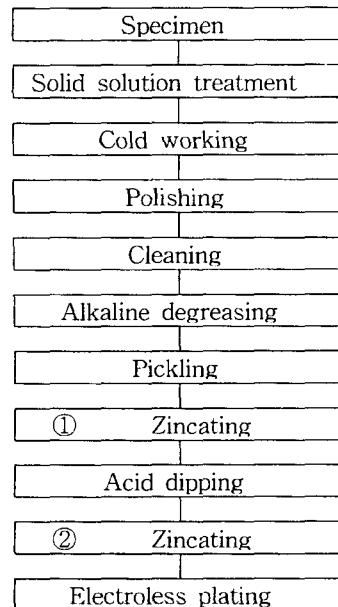 Specimen
Solid solution treatment
Cold working
Polishing
Cleaning
Alkaline degreasing
Pickling
① Zincating
Acid dipping
② Zincating
Electroless plating